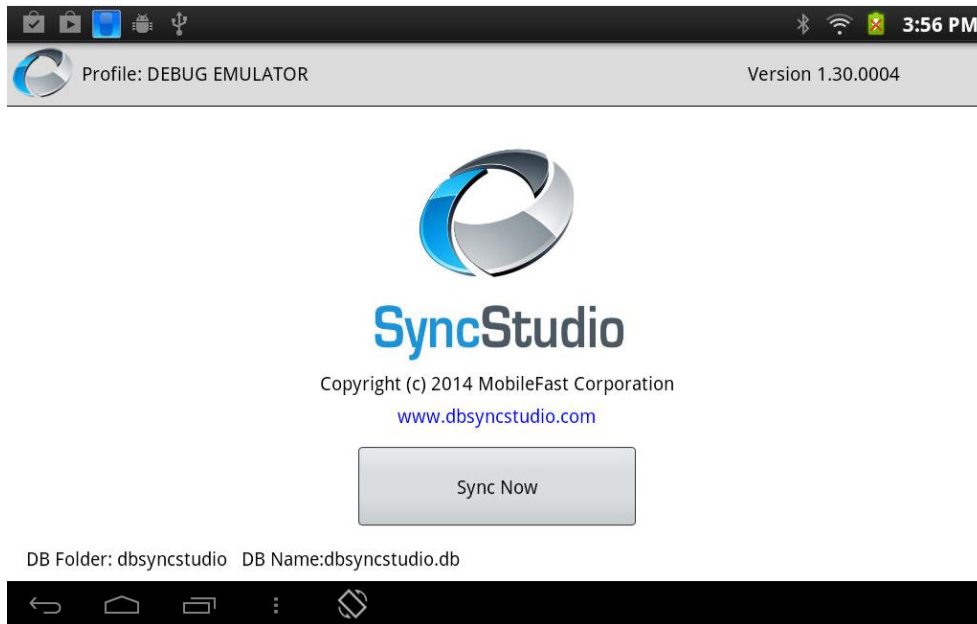 3:56 PM
Profile: DEBUG EMULATOR
Version 1.30.0004
SyncStudio
Copyright (c) 2014 MobileFast Corporation
www.dbsyncstudio.com
Sync Now
DB Folder: dbsyncstudio DB Name:dbsyncstudio.db